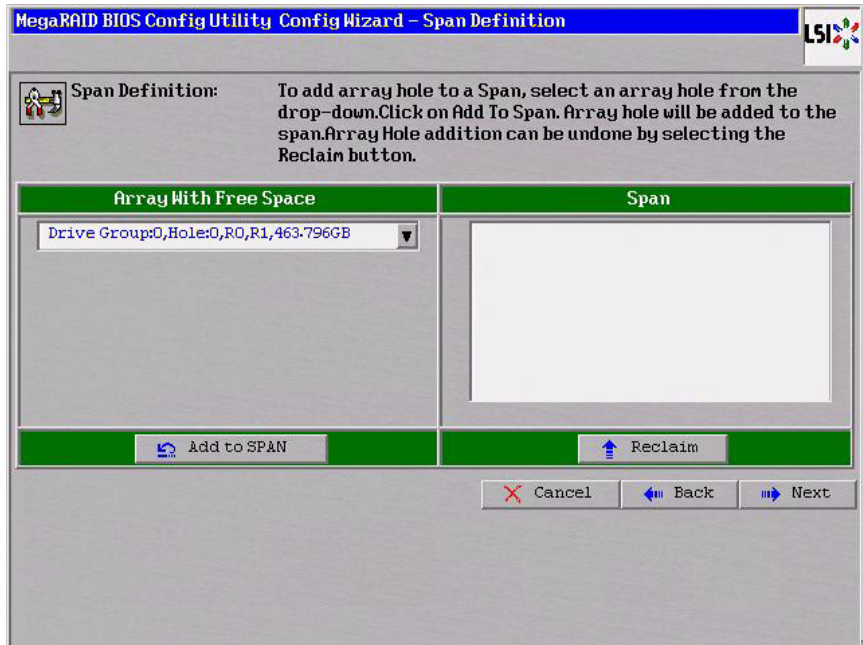 MegaRAID BIOS Config Utility Config Wizard – Span Definition
LSI
Span Definition:
To add array hole to a Span, select an array hole from the
drop-down.Click on Add To Span. Array hole will be added to the
span.Array Hole addition can be undone by selecting the
Reclaim button.
Array With Free Space
Span
Drive Group:0,Hole:0,R0,R1,463.796GB
Add to SPAN
Reclaim
Cancel
Back
Next